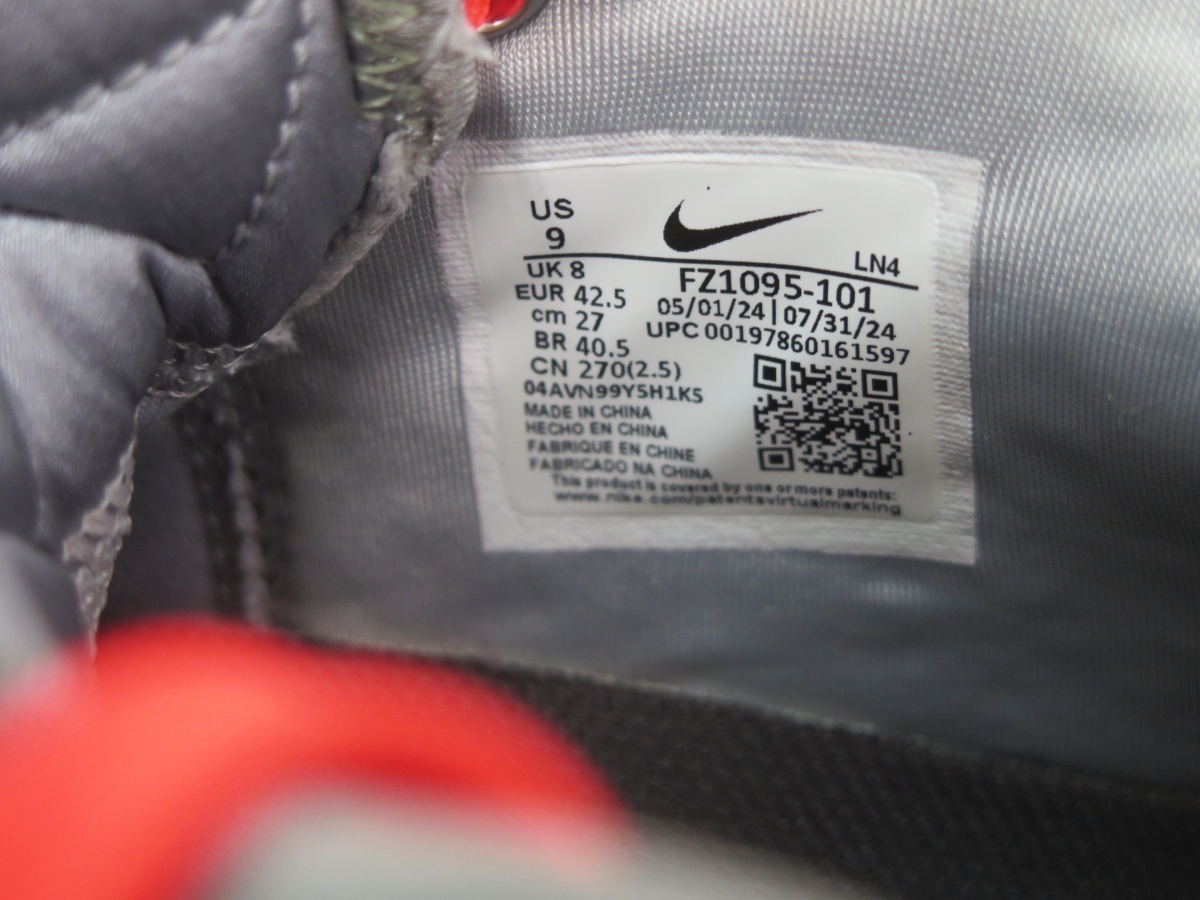 US
9
LN4
UK 8
FZ1095-101
EUR 42.5
05/01/24|07/31/24
cm 27
UPC 00197860161597
BR 40.5
CN 270(2.5)
04AVN99Y5H1K5
MADE IN CHINA
HECHO EN CHINA
FABRIQUE EN CHINE
FABRICADO NA CHINA
This product is covered by one or more patents:
www.nike.com/patentsvirtualmarking